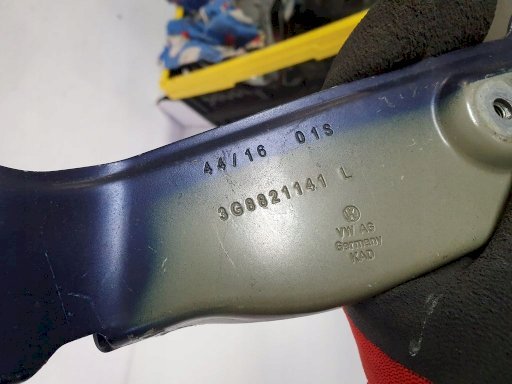 44/16 01S
3G8821141 L
VW AG
Germany
KAD